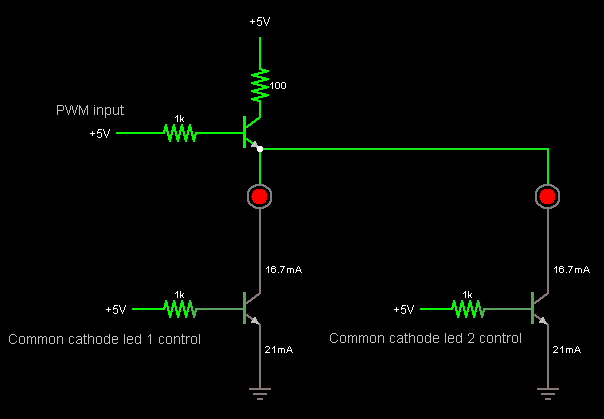 +5V
100
PWM input
1k
+5V
16.7mA
16.7mA
1k
1k
+5V
+5V
Common cathode led 1 control
Common cathode led 2 control
21mA
21mA